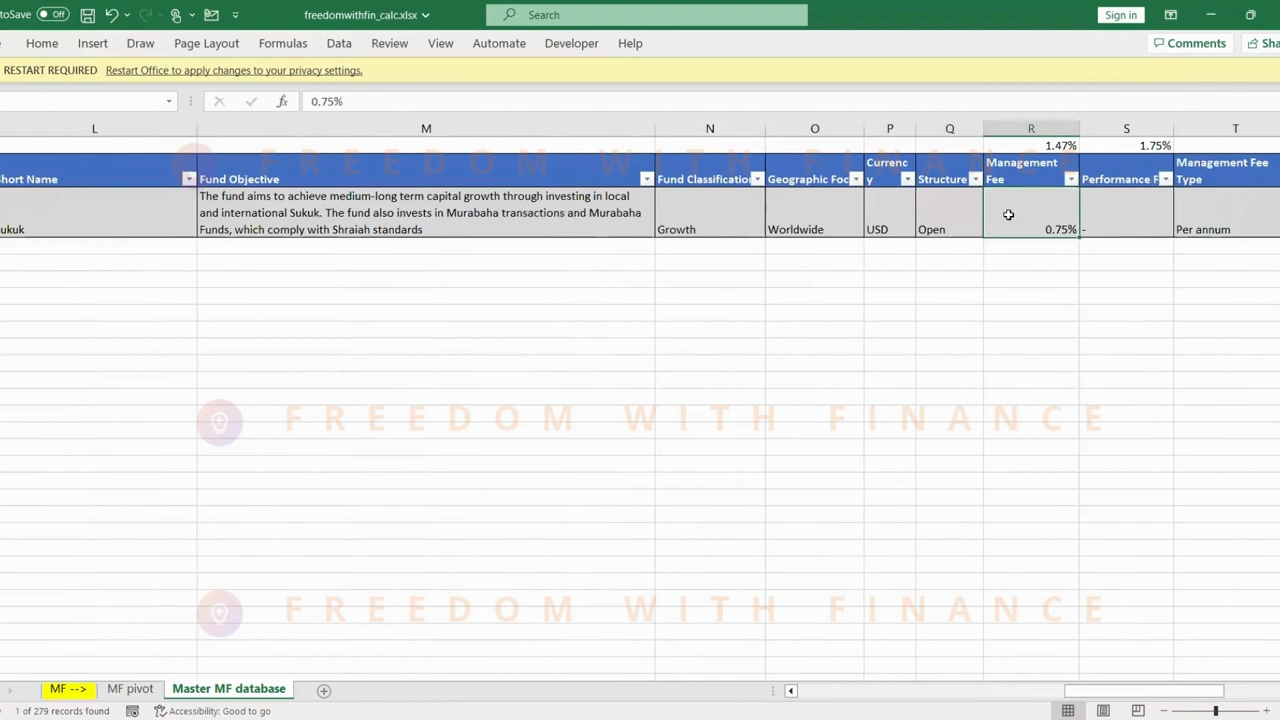 toSave Off
freedomwithfin_calc.xlsx
Search
Sign in
Home Insert Draw Page Layout Formulas Data Review View Automate Developer Help
Comments
Sha
RESTART REQUIRED Restart Office to apply changes to your privacy settings.
fx 0.75%
L M N O P Q R S T
1.47% 1.75%
FREEDOM WITH FINANCE
Short Name Fund Objective Fund Classification Geographic Foc Currenc
y Structure Management
Fee Performance F Management Fee
Type
ukuk
The fund aims to achieve medium-long term capital growth through investing in local
and international Sukuk. The fund also invests in Murabaha transactions and Murabaha
Funds, which comply with Shraiah standards
Growth Worldwide USD Open 0.75% - Per annum
FREEDOM WITH FINANCE
FREEDOM WITH FINANCE
MF --> MF pivot Master MF database
1 of 279 records found Accessibility: Good to go